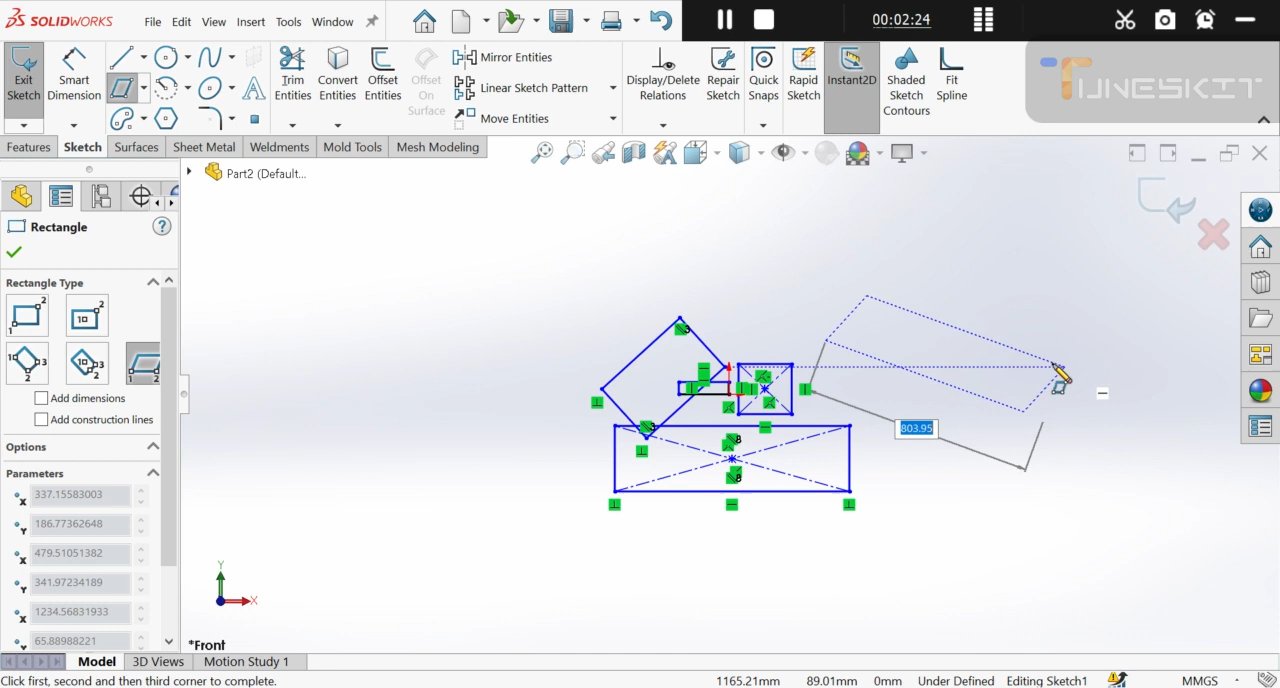 SOLIDWORKS File Edit View Insert Tools Window 00:02:24
TUNESKIT
Exit Sketch
Smart Dimension
Trim Entities
Convert Entities
Offset Entities
Offset On Surface
Mirror Entities
Linear Sketch Pattern
Move Entities
Display/Delete Relations
Repair Sketch
Quick Snaps
Rapid Sketch
Instant2D
Shaded Sketch Contours
Fit Spline
Features Sketch Surfaces Sheet Metal Weldments Mold Tools Mesh Modeling
Part2 (Default...
Rectangle
Rectangle Type
Add dimensions
Add construction lines
Options
Parameters
337.15583003
186.77362648
479.51051382
341.97234189
1234.56831933
65.88988221
803.95
3
3
8
8
Y
X
*Front
Model 3D Views Motion Study 1
Click first, second and then third corner to complete. 1165.21mm 89.01mm 0mm Under Defined Editing Sketch1 MMGS